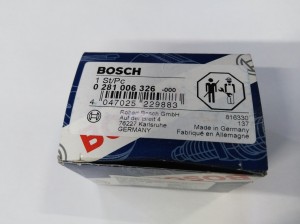 BOSCH
1 St/Pc
0 281 006 326 -000
4 047025 229883
Robert Bosch GmbH
Auf der Breit 4
76227 Karlsruhe
GERMANY
816330
137
Made in Germany
Fabriqué en Allemagne